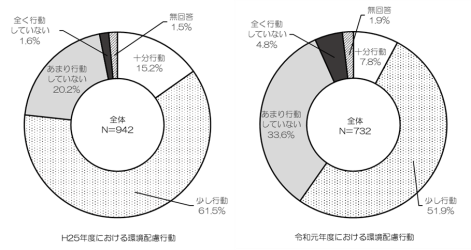 全く行動
していない
1.6%
無回答
1.5%
十分行動
15.2%
あまり行動
していない
20.2%
全体
N=942
少し行動
61.5%
H25年度における環境配慮行動
全く行動
していない
4.8%
無回答
1.9%
十分行動
7.8%
あまり行動
していない
33.6%
全体
N=732
少し行動
51.9%
令和元年度における環境配慮行動